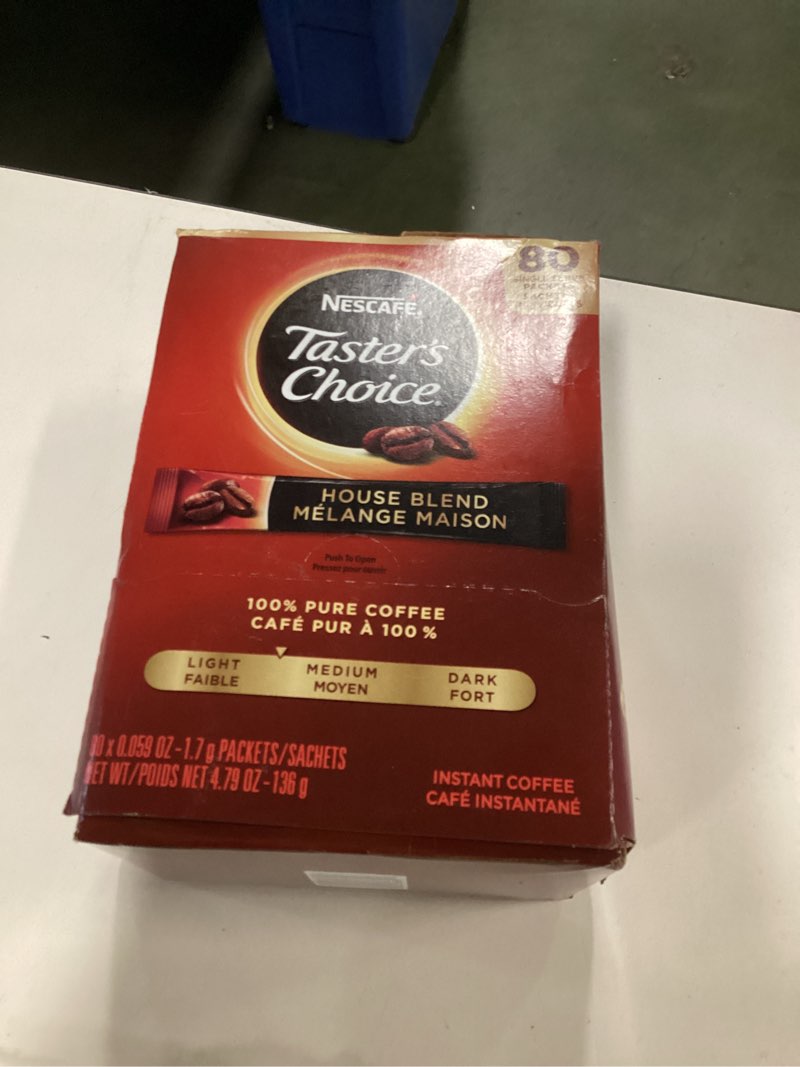 80
SINGLE SERVE
NESCAFÉ.
Taster's
Choice.
HOUSE BLEND
MÉLANGE MAISON
Push To Open
Pressez pour ouvrir
100% PURE COFFEE
CAFÉ PUR À 100 %
LIGHT
FAIBLE
MEDIUM
MOYEN
DARK
FORT
x 0.059 OZ - 1.7 g PACKETS/SACHETS
WT/POIDS NET 4.79 OZ - 136 g
INSTANT COFFEE
CAFÉ INSTANTANÉ